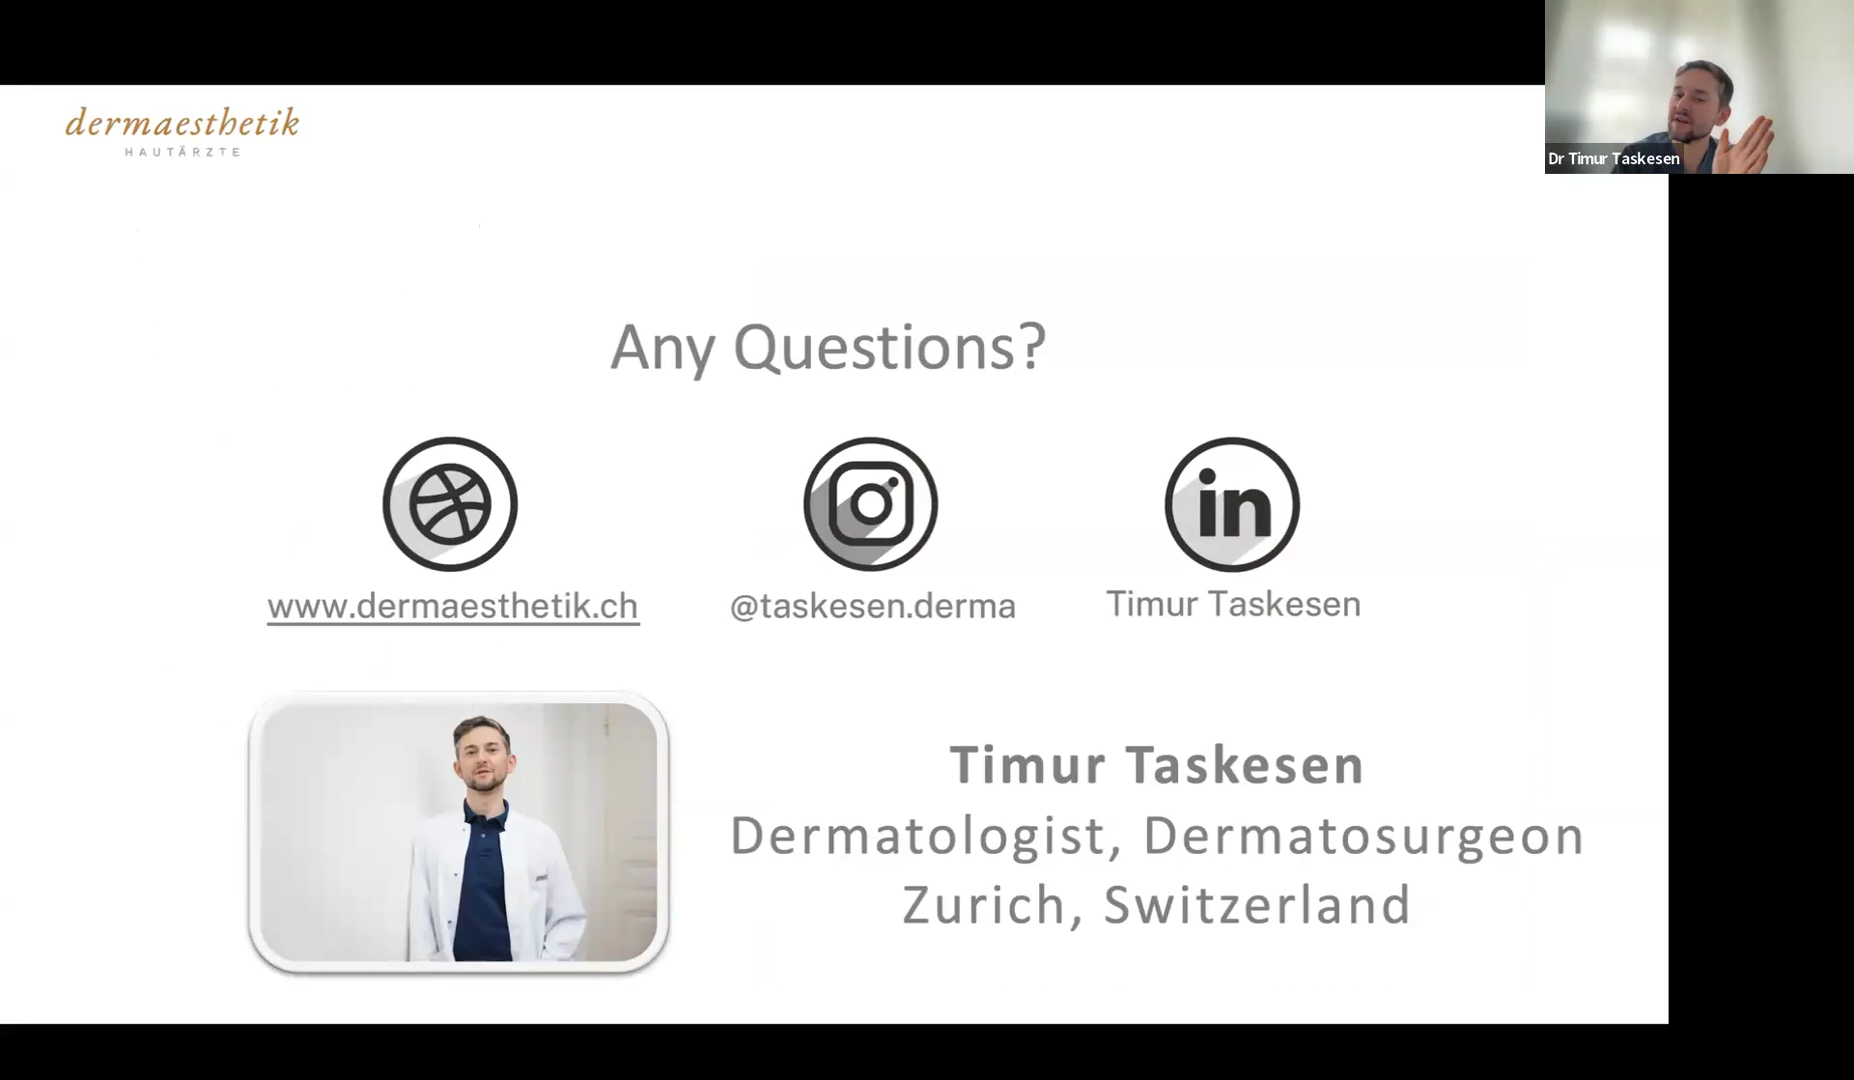 dermaesthetik
HAUTÄRZTE
Dr Timur Taskesen
Any Questions?
in
www.dermaesthetik.ch
@taskesen.derma
Timur Taskesen
Timur Taskesen
Dermatologist, Dermatosurgeon
Zurich, Switzerland